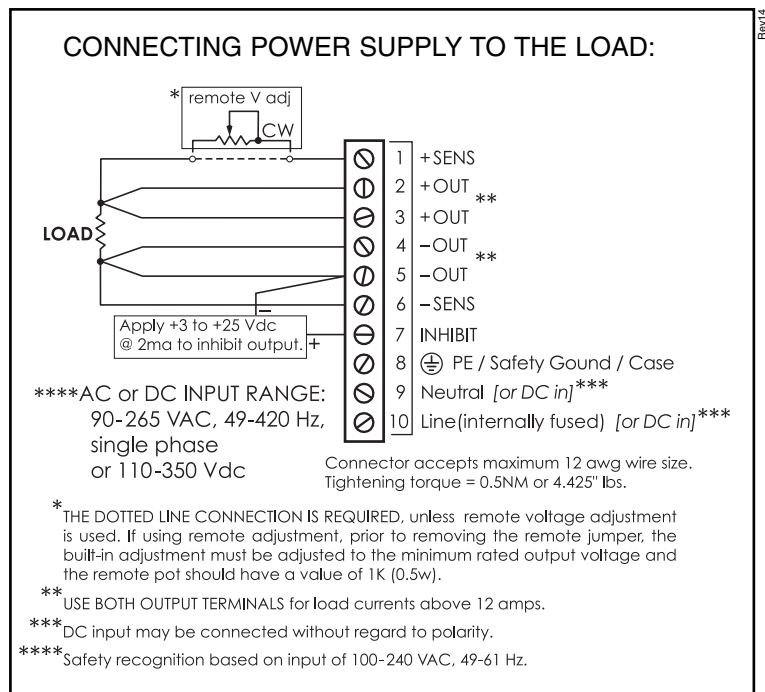 Rev14
CONNECTING POWER SUPPLY TO THE LOAD:
* remote V adj
CW
1 +SENS
2 +OUT
**
3 +OUT
4 −OUT
**
5 −OUT
6 −SENS
7 INHIBIT
8 PE / Safety Gound / Case
9 Neutral [or DC in]***
10 Line(internally fused) [or DC in]***
LOAD
−
Apply +3 to +25 Vdc
@ 2ma to inhibit output. +
****AC or DC INPUT RANGE:
90-265 VAC, 49-420 Hz,
single phase
or 110-350 Vdc
Connector accepts maximum 12 awg wire size.
Tightening torque = 0.5NM or 4.425" lbs.
*THE DOTTED LINE CONNECTION IS REQUIRED, unless remote voltage adjustment
is used. If using remote adjustment, prior to removing the remote jumper, the
built-in adjustment must be adjusted to the minimum rated output voltage and
the remote pot should have a value of 1K (0.5w).
**USE BOTH OUTPUT TERMINALS for load currents above 12 amps.
***DC input may be connected without regard to polarity.
****Safety recognition based on input of 100-240 VAC, 49-61 Hz.